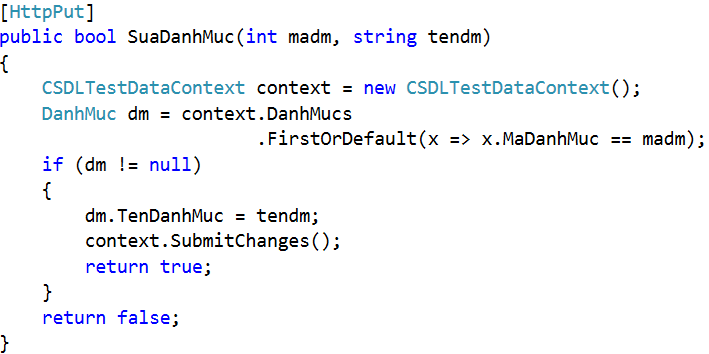 [HttpPut]
public bool SuaDanhMuc(int madm, string tendm)
{
    CSDLTestDataContext context = new CSDLTestDataContext();
    DanhMuc dm = context.DanhMucs
                        .FirstOrDefault(x => x.MaDanhMuc == madm);
    if (dm != null)
    {
        dm.TenDanhMuc = tendm;
        context.SubmitChanges();
        return true;
    }
    return false;
}